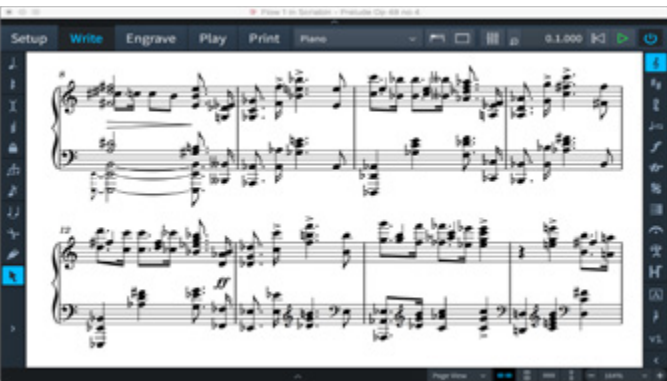 Flow 1 in Scriabin - Prelude Op 48 no 4
Setup Write Engrave Play Print Piano 0.1.000
8
12
ff
Page View 164%